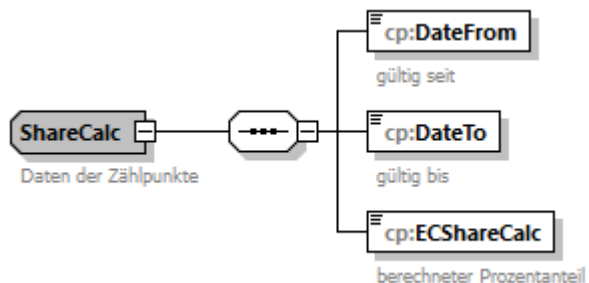 cp:DateFrom
gültig seit
ShareCalc
Daten der Zählpunkte
cp:DateTo
gültig bis
cp:ECShareCalc
berechneter Prozentanteil